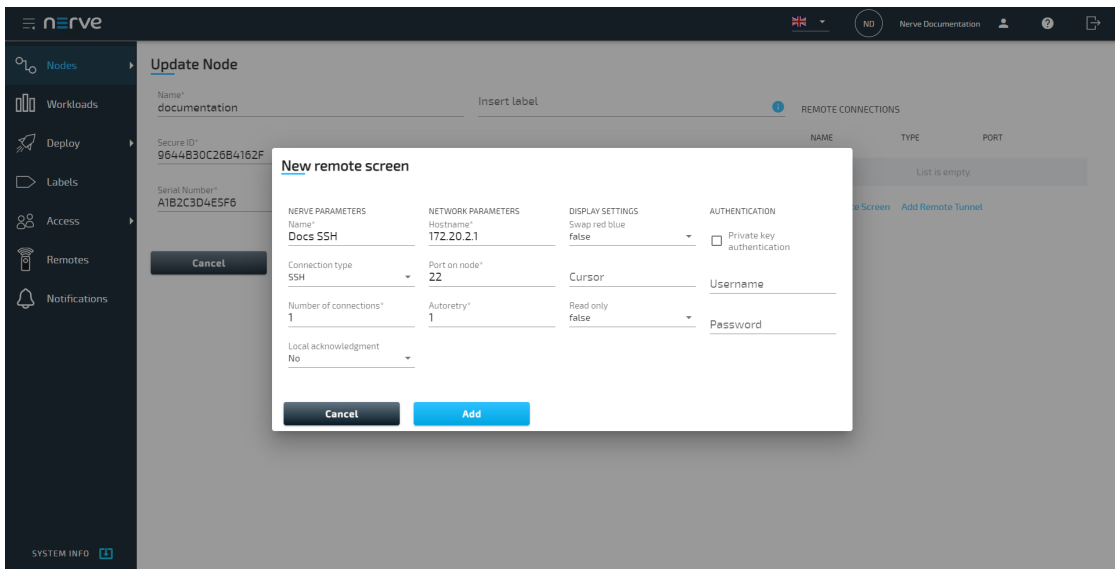 nerve
ND
Nerve Documentation
Nodes
Workloads
Deploy
Labels
Access
Remotes
Notifications
SYSTEM INFO
Update Node
Name*
documentation
Insert label
Secure ID*
9644B30C26B4162F
Serial Number*
A1B2C3D4E5F6
Cancel
REMOTE CONNECTIONS
NAME TYPE PORT
List is empty.
e Screen Add Remote Tunnel
New remote screen
NERVE PARAMETERS
Name*
Docs SSH
Connection type
SSH
Number of connections*
1
Local acknowledgment
No
NETWORK PARAMETERS
Hostname*
172.20.2.1
Port on node*
22
Autoretry*
1
DISPLAY SETTINGS
Swap red blue
false
Cursor
Read only
false
AUTHENTICATION
Private key
authentication
Username
Password
Cancel
Add